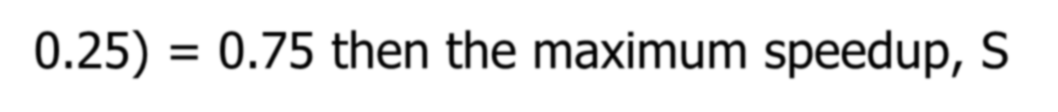 0.25) = 0.75 then the maximum speedup, S